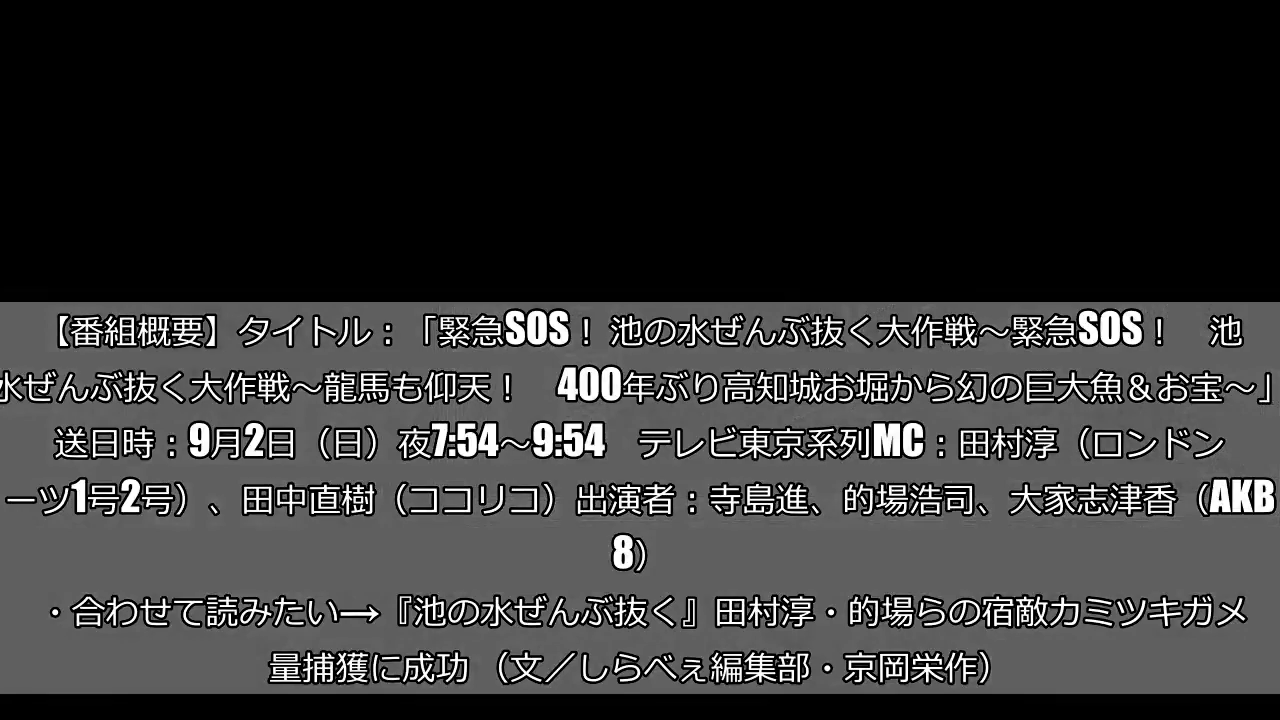 【番組概要】タイトル：「緊急SOS！ 池の水ぜんぶ抜く大作戦～緊急SOS！　池
水ぜんぶ抜く大作戦～龍馬も仰天！　400年ぶり高知城お堀から幻の巨大魚＆お宝～」
送日時：9月2日（日）夜7:54～9:54　テレビ東京系列MC：田村淳（ロンドン
ーツ1号2号）、田中直樹（ココリコ）出演者：寺島進、的場浩司、大家志津香（AKB
8）
・合わせて読みたい→『池の水ぜんぶ抜く』田村淳・的場らの宿敵カミツキガメ
量捕獲に成功 （文／しらべぇ編集部・京岡栄作）